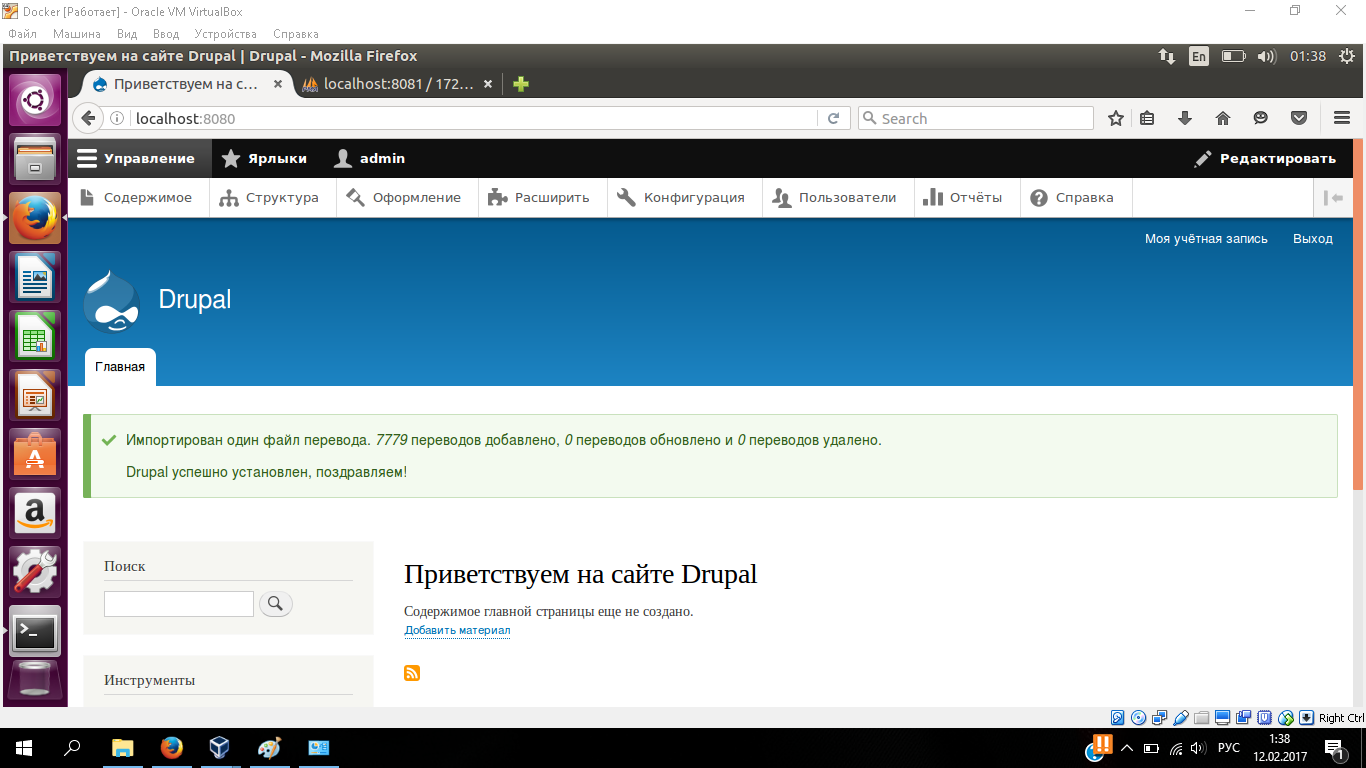 Docker [Работает] - Oracle VM VirtualBox
Файл Машина Вид Ввод Устройства Справка
Приветствуем на сайте Drupal | Drupal - Mozilla Firefox En 01:38
Приветствуем на с... localhost:8081 / 172...
localhost:8080 Search
Управление Ярлыки admin Редактировать
Содержимое Структура Оформление Расширить Конфигурация Пользователи Отчёты Справка
Моя учётная запись Выход
Drupal
Главная
Импортирован один файл перевода. 7779 переводов добавлено, 0 переводов обновлено и 0 переводов удалено.
Drupal успешно установлен, поздравляем!
Поиск
Приветствуем на сайте Drupal
Содержимое главной страницы еще не создано.
Добавить материал
Инструменты
Right Ctrl
РУС
1:38
12.02.2017
1